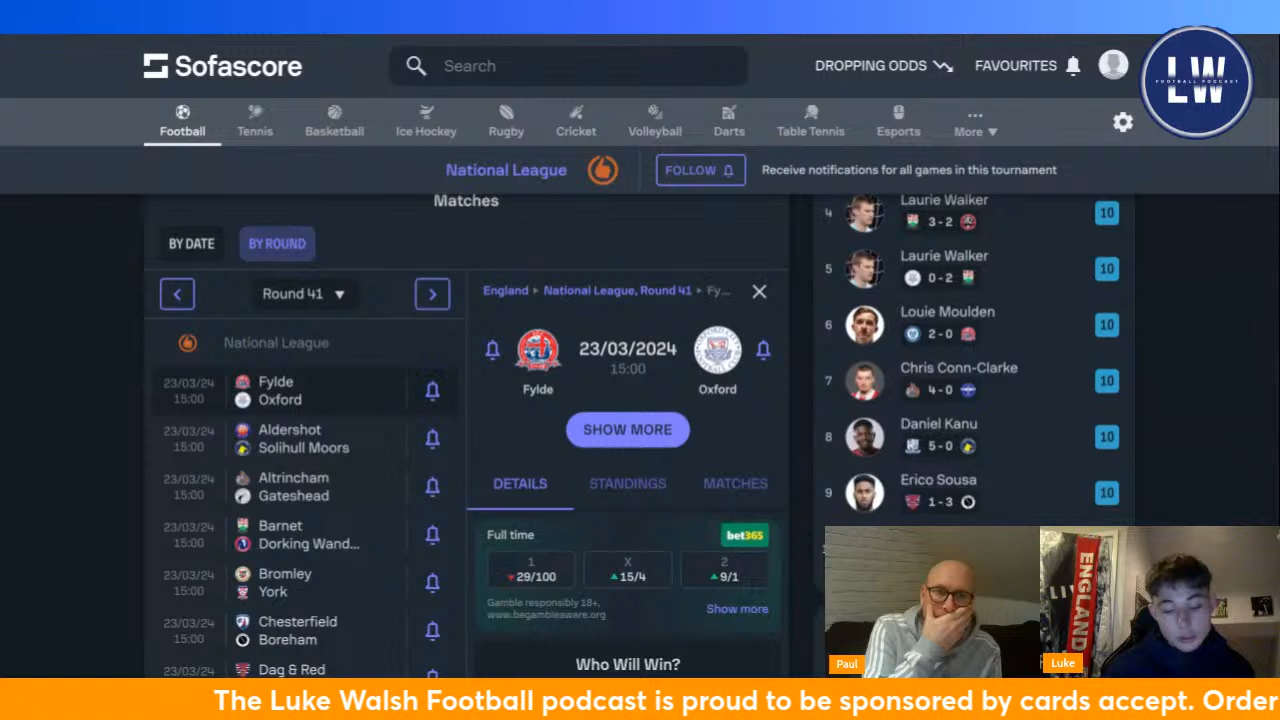 Sofascore
Search
DROPPING ODDS
FAVOURITES
LW
FOOTBALL PODCAST
Football
Tennis
Basketball
Ice Hockey
Rugby
Cricket
Volleyball
Darts
Table Tennis
Esports
More ▼
National League
FOLLOW
Receive notifications for all games in this tournament
Matches
BY DATE
BY ROUND
Round 41 ▼
National League
23/03/24
15:00
Fylde
Oxford
23/03/24
15:00
Aldershot
Solihull Moors
23/03/24
15:00
Altrincham
Gateshead
23/03/24
15:00
Barnet
Dorking Wand...
23/03/24
15:00
Bromley
York
23/03/24
15:00
Chesterfield
Boreham
23/03/24
Dag & Red
England ▸ National League, Round 41 ▸ Fy...
23/03/2024
15:00
Fylde
Oxford
SHOW MORE
DETAILS
STANDINGS
MATCHES
Full time
bet365
1
29/100
X
15/4
2
9/1
Gamble responsibly 18+,
www.begambleaware.org
Show more
Who Will Win?
4
Laurie Walker
3 - 2
10
5
Laurie Walker
0 - 2
10
6
Louie Moulden
2 - 0
10
7
Chris Conn-Clarke
4 - 0
10
8
Daniel Kanu
5 - 0
10
9
Erico Sousa
1 - 3
10
ENGLAND
Paul
Luke
The Luke Walsh Football podcast is proud to be sponsored by cards accept. Order